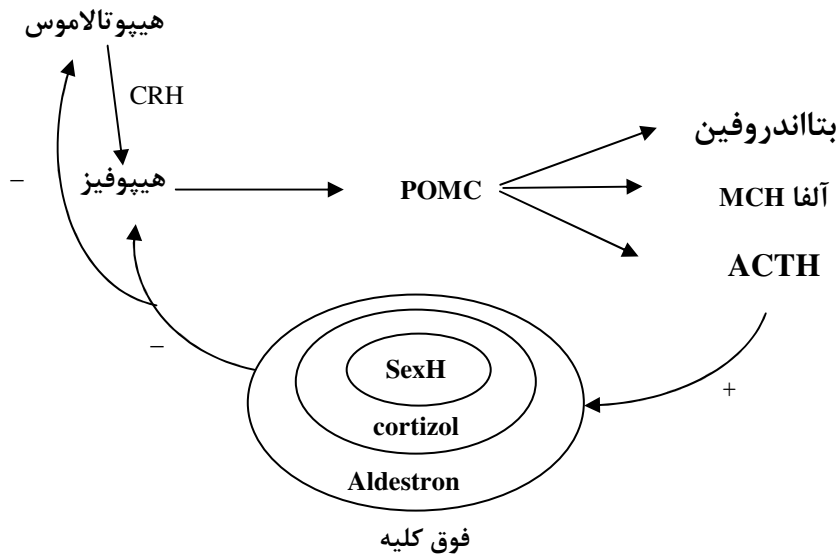 هیپوتالاموس
CRH
هیپوفیز
POMC
بتااندروفین
آلفا MCH
ACTH
–
–
+
SexH
cortizol
Aldestron
فوق کلیه